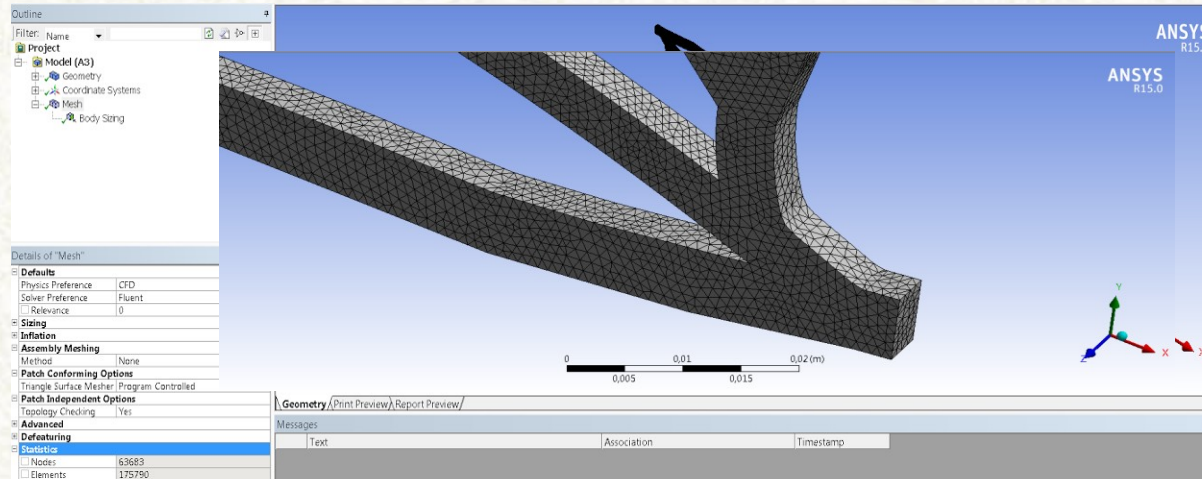 Outline
Filter: Name
Project
Model (A3)
Geometry
Coordinate Systems
Mesh
Body Sizing
ANSYS
R15.
ANSYS
R15.0
Details of "Mesh"
Defaults
Physics Preference CFD
Solver Preference Fluent
Relevance 0
Sizing
Inflation
Assembly Meshing
Method None
Patch Conforming Options
Triangle Surface Mesher Program Controlled
Patch Independent Options
Topology Checking Yes
Advanced
Defeaturing
Statistics
Nodes 63683
Elements 175790
0 0,01 0,02 (m)
0,005 0,015
Y
Z X X
Geometry Print Preview Report Preview
Messages
Text Association Timestamp